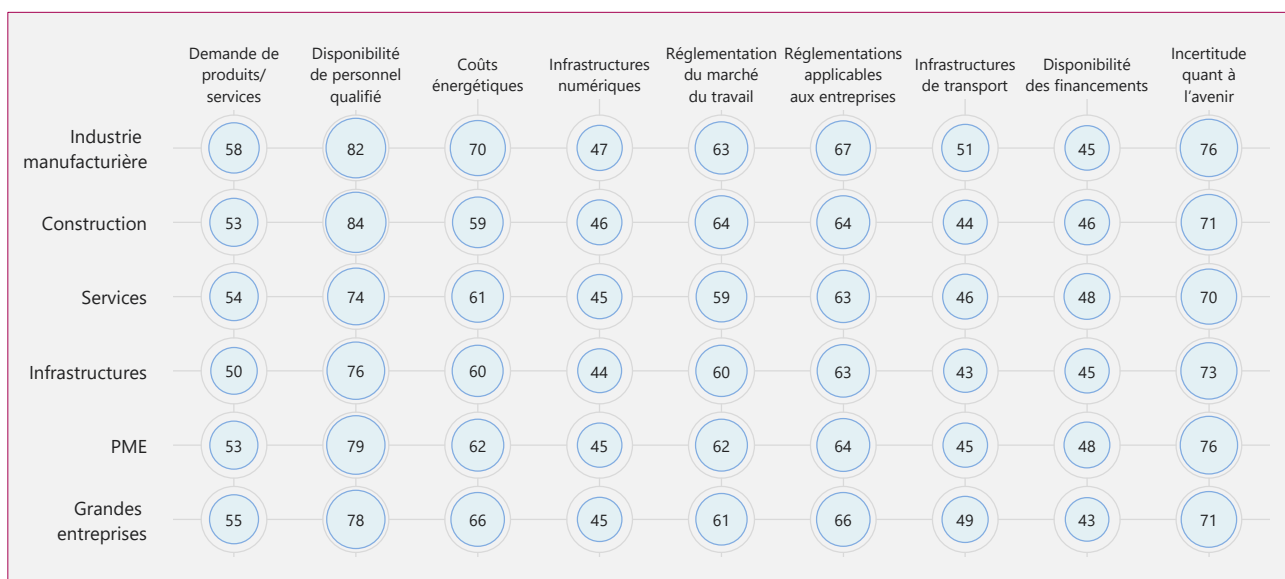 Demande de
produits/
services
Disponibilité
de personnel
qualifié
Coûts
énergétiques
Infrastructures
numériques
Réglementation
du marché
du travail
Réglementations
applicables
aux entreprises
Infrastructures
de transport
Disponibilité
des financements
Incertitude
quant à
l'avenir
Industrie
manufacturière
58 82 70 47 63 67 51 45 76
Construction 53 84 59 46 64 64 44 46 71
Services 54 74 61 45 59 63 46 48 70
Infrastructures 50 76 60 44 60 63 43 45 73
PME 53 79 62 45 62 64 45 48 76
Grandes
entreprises
55 78 66 45 61 66 49 43 71